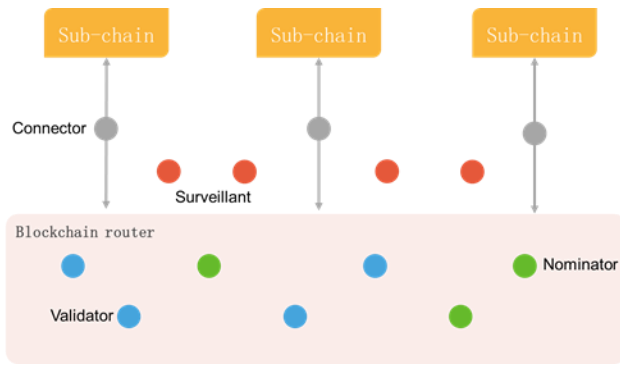 Sub-chain
Sub-chain
Sub-chain
Connector
Surveillant
Blockchain router
Nominator
Validator